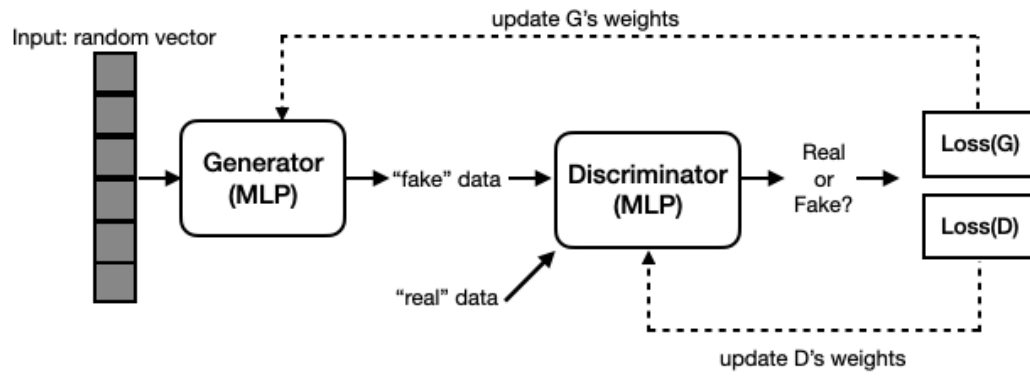 update G's weights
Input: random vector
Generator
(MLP)
“fake” data
Discriminator
(MLP)
Real
or
Fake?
Loss(G)
Loss(D)
“real” data
update D's weights